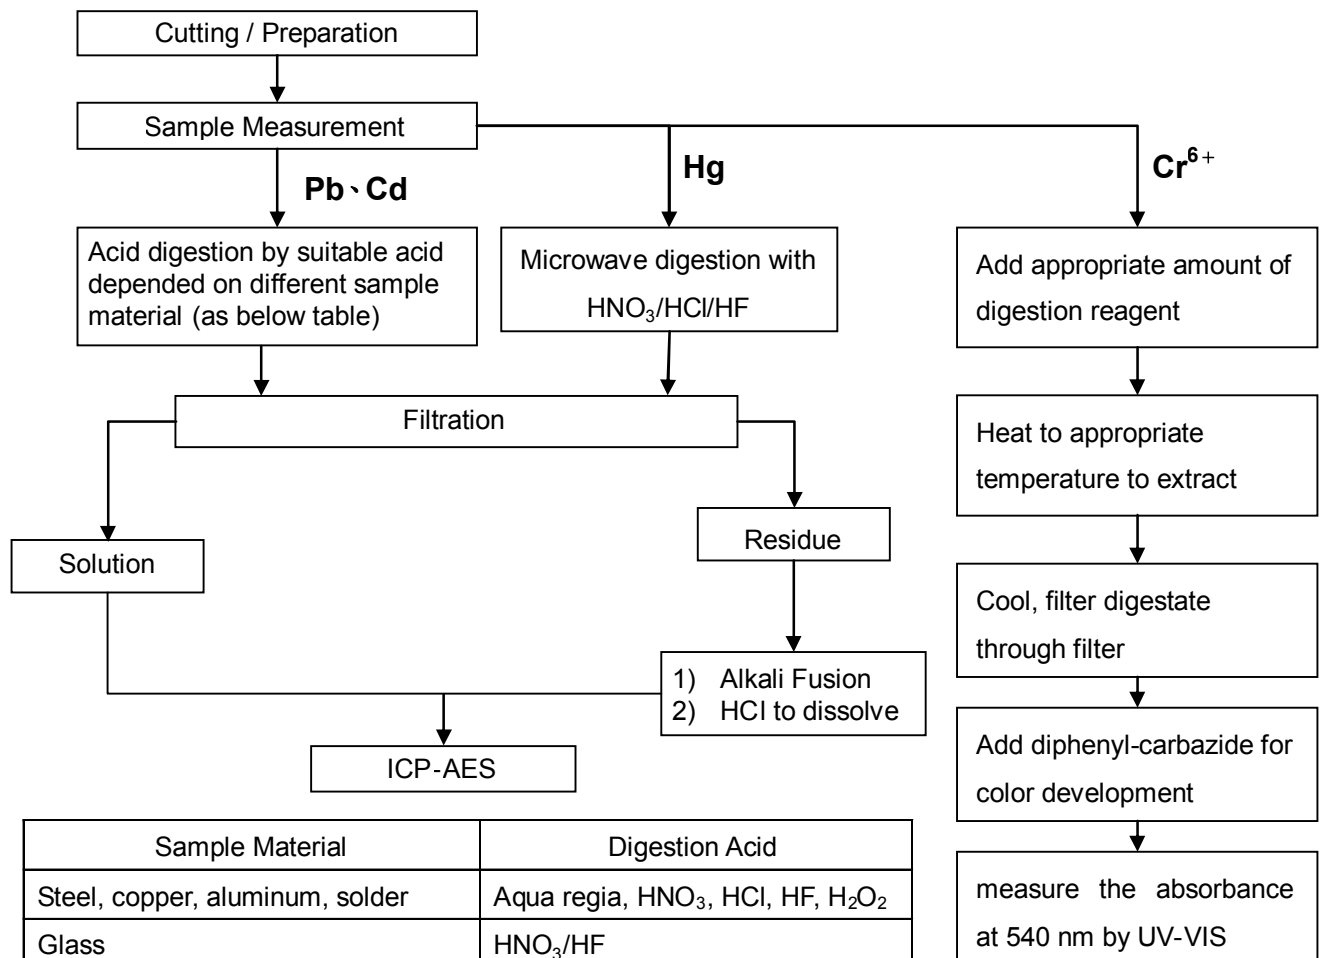 Cutting / Preparation
Sample Measurement
Pb、Cd
Hg
Cr⁶⁺
Acid digestion by suitable acid
depended on different sample
material (as below table)
Microwave digestion with
HNO₃/HCl/HF
Add appropriate amount of
digestion reagent
Filtration
Heat to appropriate
temperature to extract
Solution
Residue
Cool, filter digestate
through filter
1) Alkali Fusion
2) HCl to dissolve
ICP-AES
Add diphenyl-carbazide for
color development
Sample Material
Digestion Acid
Steel, copper, aluminum, solder
Aqua regia, HNO₃, HCl, HF, H₂O₂
Glass
HNO₃/HF
measure the absorbance
at 540 nm by UV-VIS